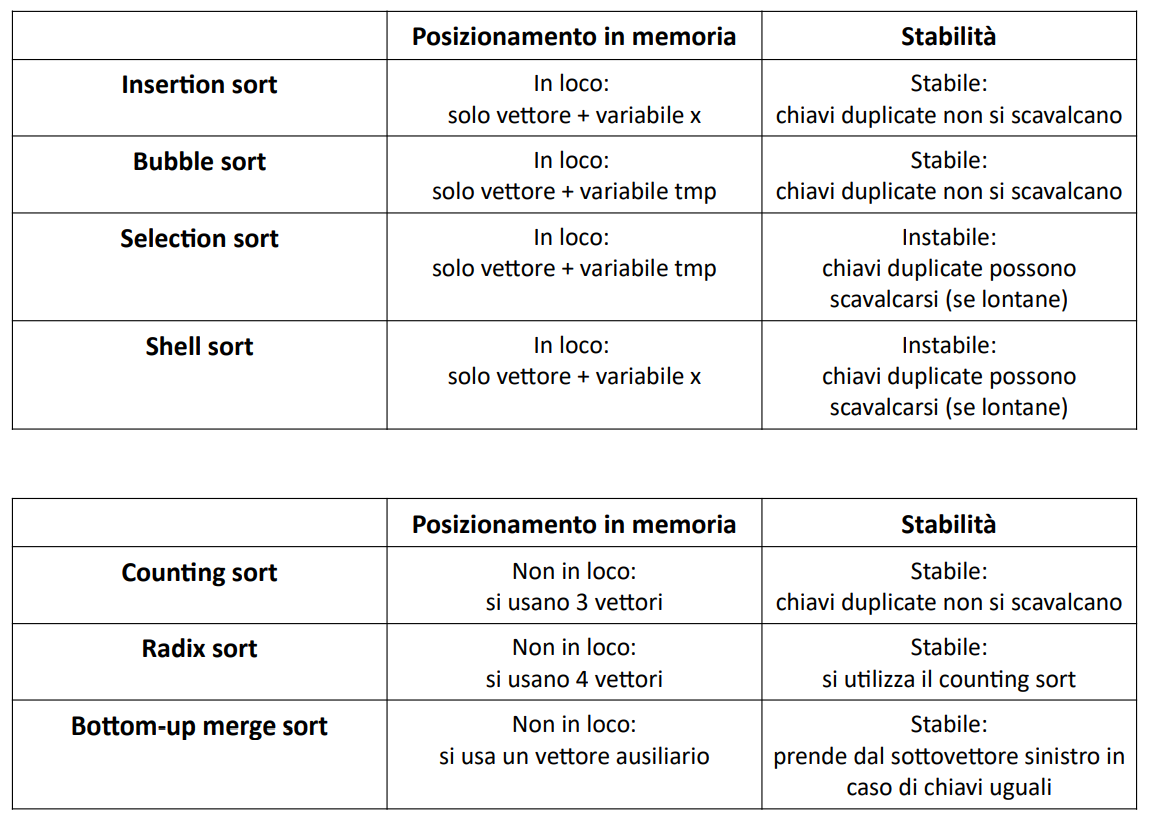 Posizionamento in memoria Stabilità
Insertion sort In loco: Stabile:
solo vettore + variabile x chiavi duplicate non si scavalcano
Bubble sort In loco: Stabile:
solo vettore + variabile tmp chiavi duplicate non si scavalcano
Selection sort In loco: Instabile:
solo vettore + variabile tmp chiavi duplicate possono
scavalcarsi (se lontane)
Shell sort In loco: Instabile:
solo vettore + variabile x chiavi duplicate possono
scavalcarsi (se lontane)
Posizionamento in memoria Stabilità
Counting sort Non in loco: Stabile:
si usano 3 vettori chiavi duplicate non si scavalcano
Radix sort Non in loco: Stabile:
si usano 4 vettori si utilizza il counting sort
Bottom-up merge sort Non in loco: Stabile:
si usa un vettore ausiliario prende dal sottovettore sinistro in
caso di chiavi uguali